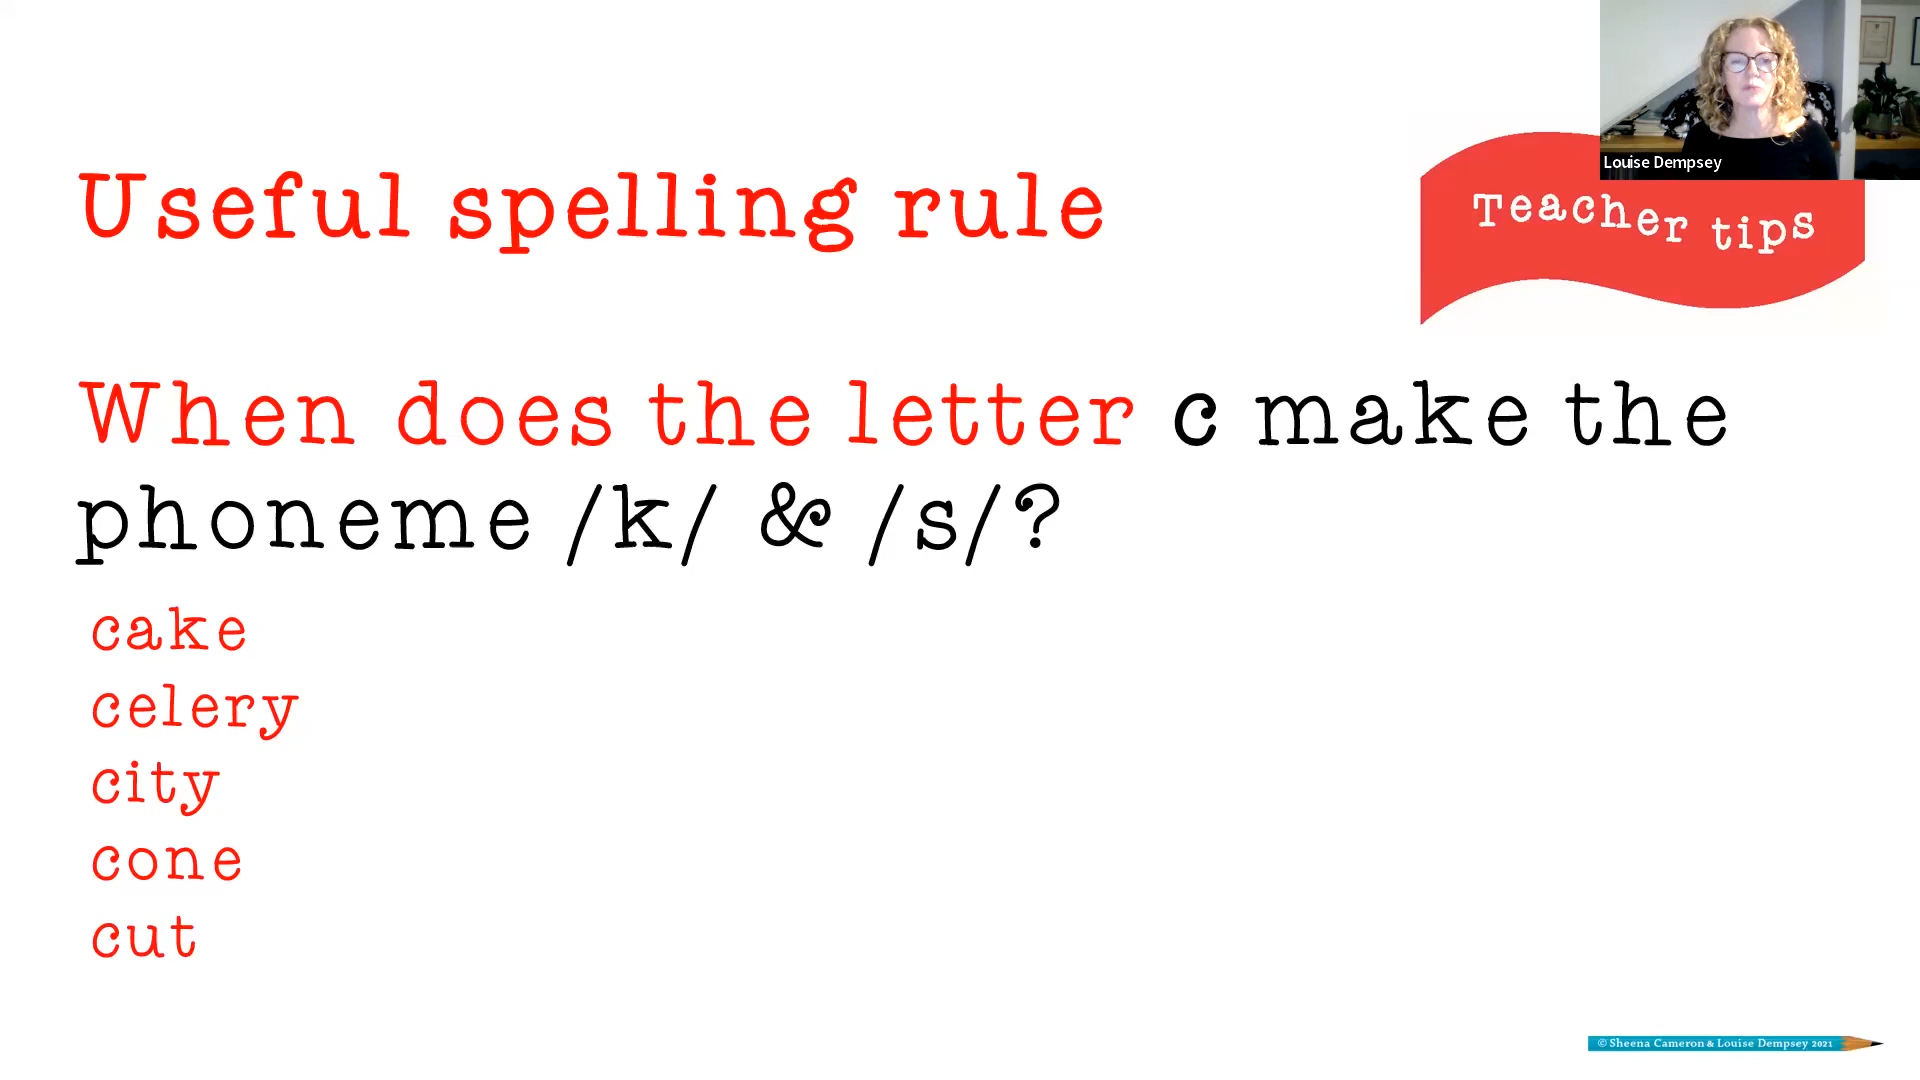 Louise Dempsey
Teacher tips
Useful spelling rule
When does the letter c make the
phoneme /k/ & /s/?
cake
celery
city
cone
cut
© Sheena Cameron & Louise Dempsey 2021